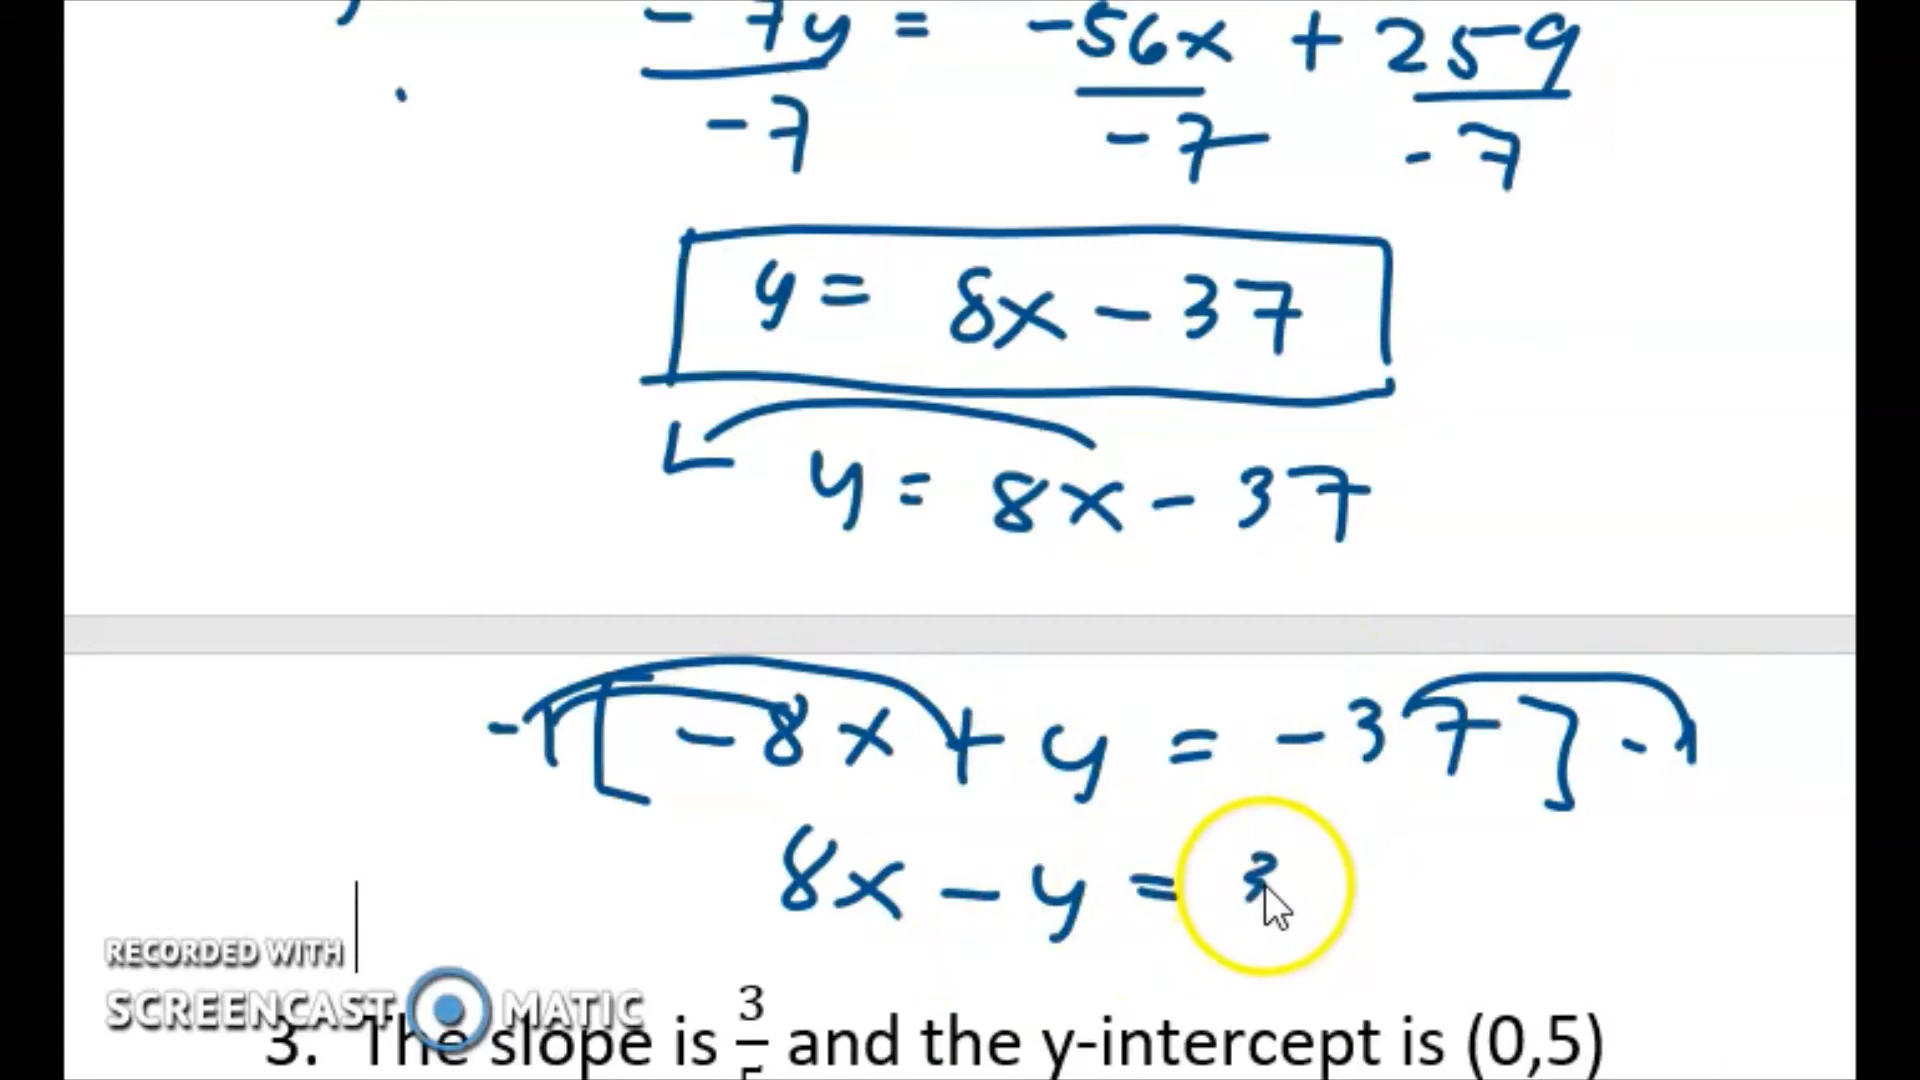 - 7y = -56x + 259
-7 -7 -7
y = 8x - 37
y = 8x - 37
-1[-8x + y = -37]-1
8x - y = 3
RECORDED WITH
SCREENCAST MATIC
3. The slope is 3/5 and the y-intercept is (0,5)